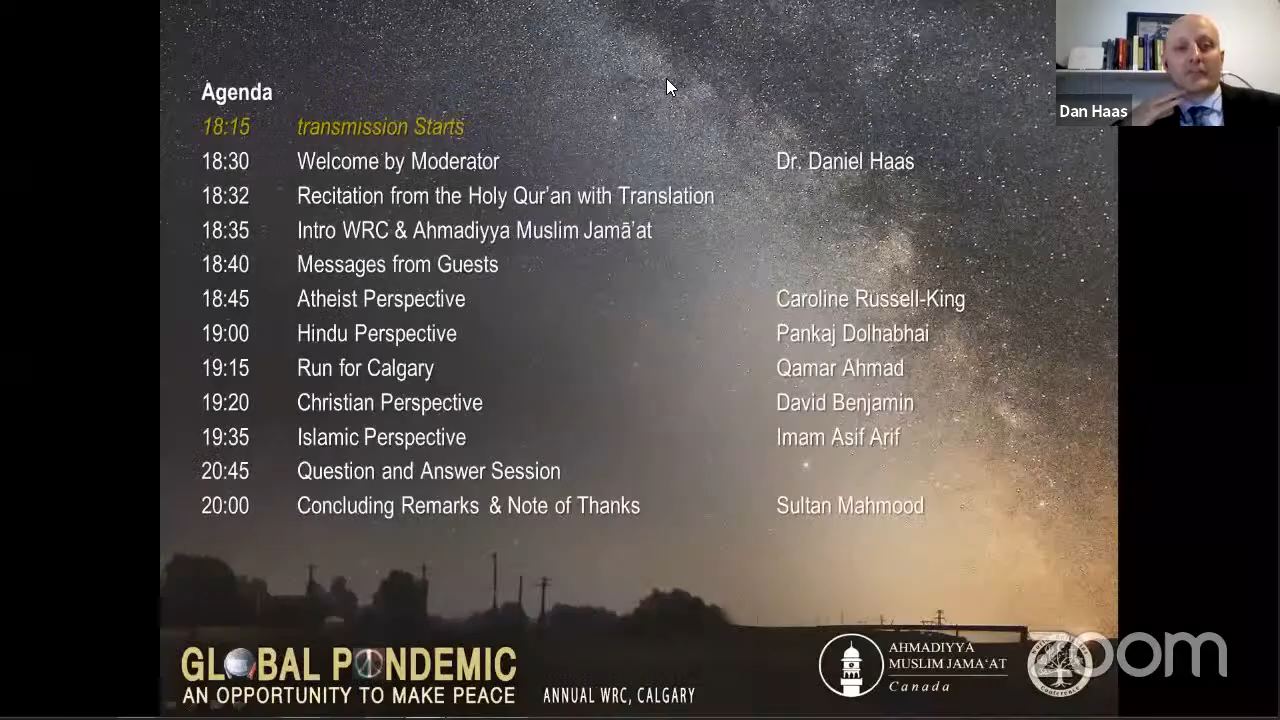 Agenda
18:15 transmission Starts
18:30 Welcome by Moderator Dr. Daniel Haas
18:32 Recitation from the Holy Qur'an with Translation
18:35 Intro WRC & Ahmadiyya Muslim Jamā'at
18:40 Messages from Guests
18:45 Atheist Perspective Caroline Russell-King
19:00 Hindu Perspective Pankaj Dolhabhai
19:15 Run for Calgary Qamar Ahmad
19:20 Christian Perspective David Benjamin
19:35 Islamic Perspective Imam Asif Arif
20:45 Question and Answer Session
20:00 Concluding Remarks & Note of Thanks Sultan Mahmood
Dan Haas
GLOBAL PONDEMIC
AN OPPORTUNITY TO MAKE PEACE
ANNUAL WRC, CALGARY
AHMADIYYA
MUSLIM JAMA'AT
Canada
conference
zoom